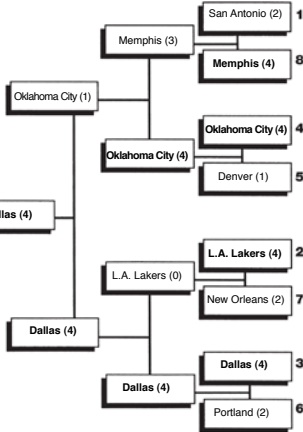 San Antonio (2) 1
Memphis (3)
Memphis (4) 8
Oklahoma City (1)
Oklahoma City (4) 4
Oklahoma City (4)
Denver (1) 5
llas (4)
L.A. Lakers (4) 2
L.A. Lakers (0)
New Orleans (2) 7
Dallas (4)
Dallas (4) 3
Dallas (4)
Portland (2) 6